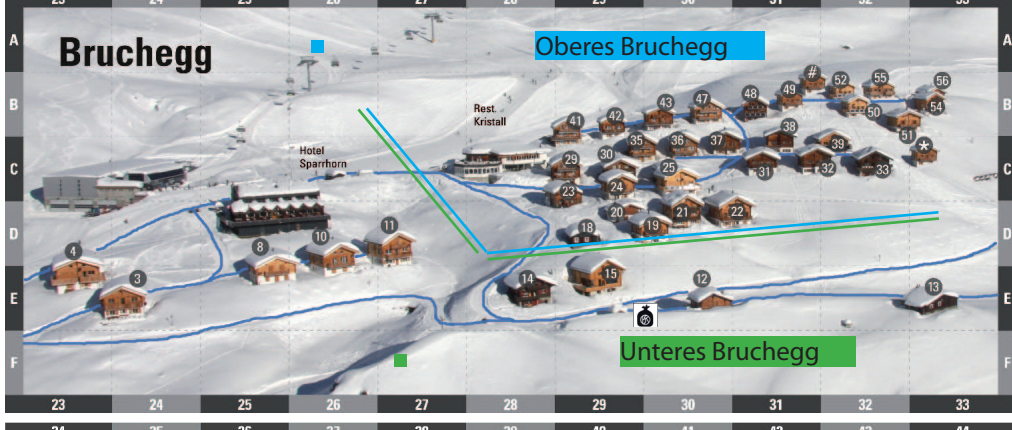 A
Bruchegg
Oberes Bruchegg
A
B
# 52 55 56
48 49 50 54
B
Rest.
Kristall
41 42 43 47
51
Hotel
Sparrhorn
C
29 30 35 36 37 38 39 *
23 24 25 31 32 33
C
D
4 8 10 11
18 20 19 21 22
D
E
3 14 15 12 13
E
F
Unteres Bruchegg
F
23 24 25 26 27 28 29 30 31 32 33